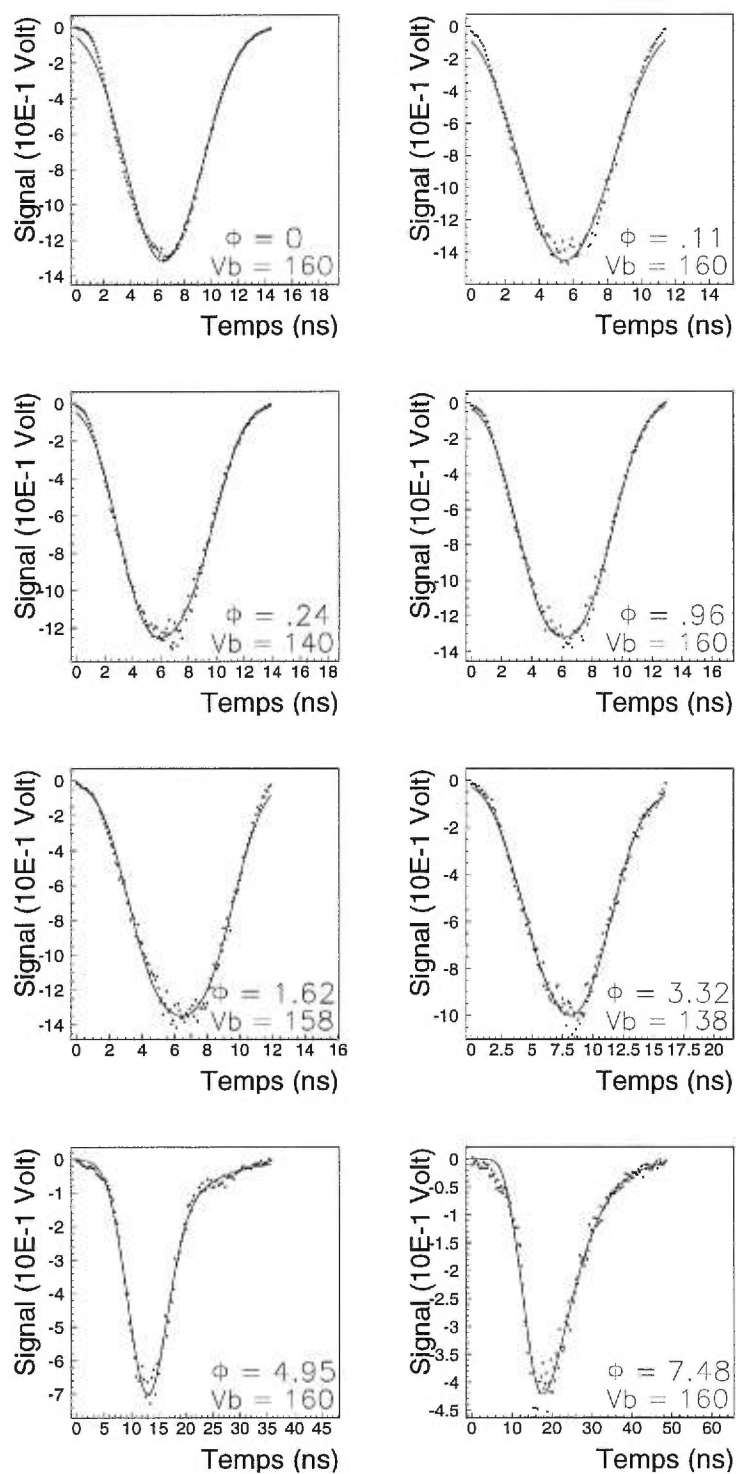 Signal (10E-1 Volt)
0
-2
-4
-6
-8
-10
-12
-14
Φ = 0
Vb = 160
0 2 4 6 8 10 12 14 16 18
Temps (ns)
Signal (10E-1 Volt)
0
-2
-4
-6
-8
-10
-12
-14
Φ = .11
Vb = 160
0 2 4 6 8 10 12 14
Temps (ns)
Signal (10E-1 Volt)
0
-2
-4
-6
-8
-10
-12
Φ = .24
Vb = 140
0 2 4 6 8 10 12 14 16 18
Temps (ns)
Signal (10E-1 Volt)
0
-2
-4
-6
-8
-10
-12
-14
Φ = .96
Vb = 160
0 2 4 6 8 10 12 14 16
Temps (ns)
Signal (10E-1 Volt)
0
-2
-4
-6
-8
-10
-12
-14
Φ = 1.62
Vb = 158
0 2 4 6 8 10 12 14 16
Temps (ns)
Signal (10E-1 Volt)
0
-2
-4
-6
-8
-10
Φ = 3.32
Vb = 138
0 2.5 5 7.5 10 12.5 15 17.5 20
Temps (ns)
Signal (10E-1 Volt)
0
-1
-2
-3
-4
-5
-6
-7
Φ = 4.95
Vb = 160
0 5 10 15 20 25 30 35 40 45
Temps (ns)
Signal (10E-1 Volt)
0
-0.5
-1
-1.5
-2
-2.5
-3
-3.5
-4
-4.5
Φ = 7.48
Vb = 160
0 10 20 30 40 50 60
Temps (ns)